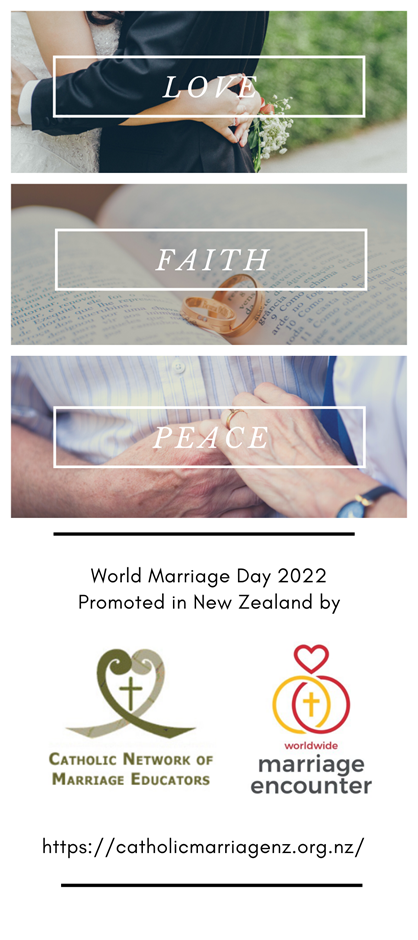 LOVE
FAITH
PEACE
World Marriage Day 2022
Promoted in New Zealand by
CATHOLIC NETWORK OF
MARRIAGE EDUCATORS
worldwide
marriage
encounter
https://catholicmarriagenz.org.nz/